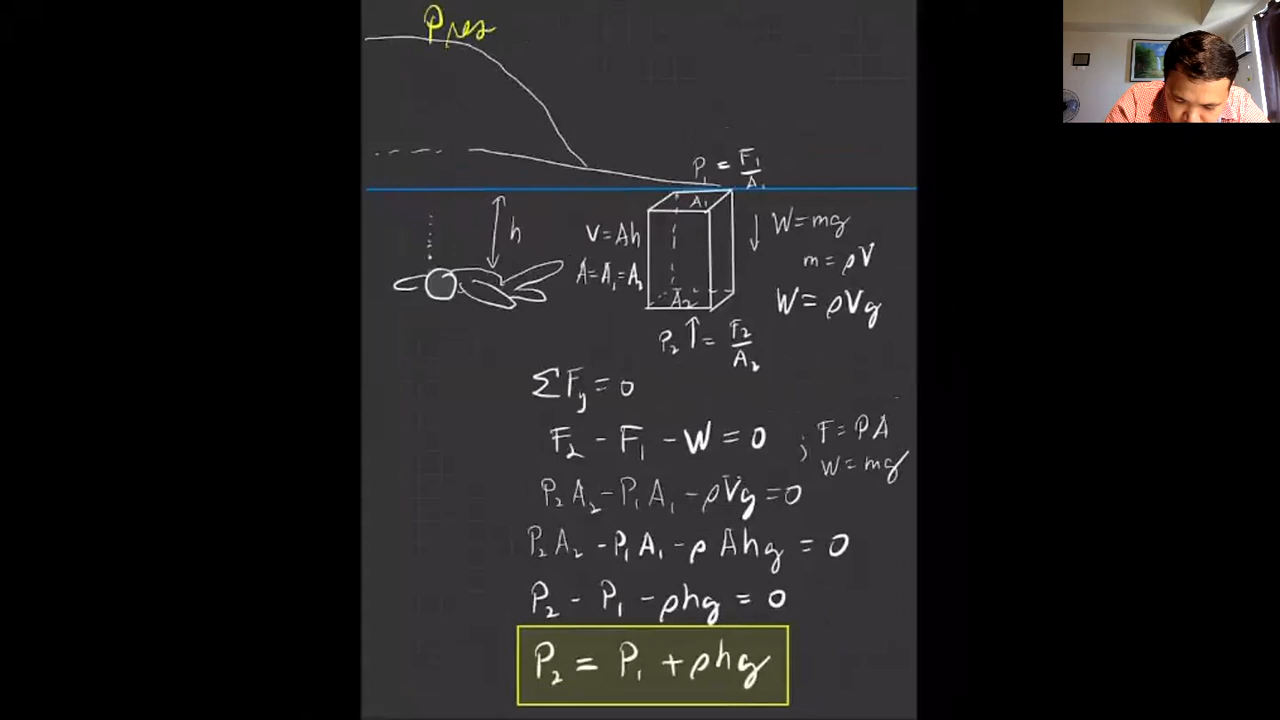 Pres
P₁ = F₁/A₁
A₁
h
V = Ah
W = mg
A = A₁ = A₂
m = ρV
A₂
W = ρVg
P₂ ↑ = F₂/A₂
ΣFy = 0
F₂ - F₁ - W = 0 ; F = PA
W = mg
P₂A₂ - P₁A₁ - ρVg = 0
P₂A₂ - P₁A₁ - ρAhg = 0
P₂ - P₁ - ρhg = 0
P₂ = P₁ + ρhg